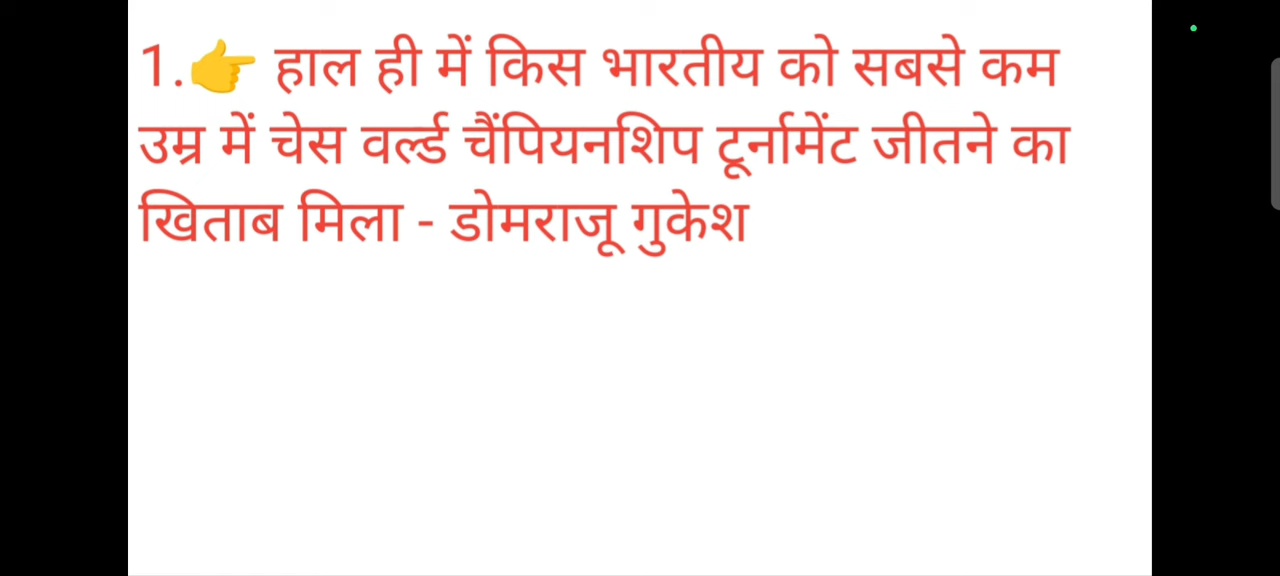 1.👉 हाल ही में किस भारतीय को सबसे कम
उम्र में चेस वर्ल्ड चैंपियनशिप टूर्नामेंट जीतने का
खिताब मिला - डोमराजू गुकेश